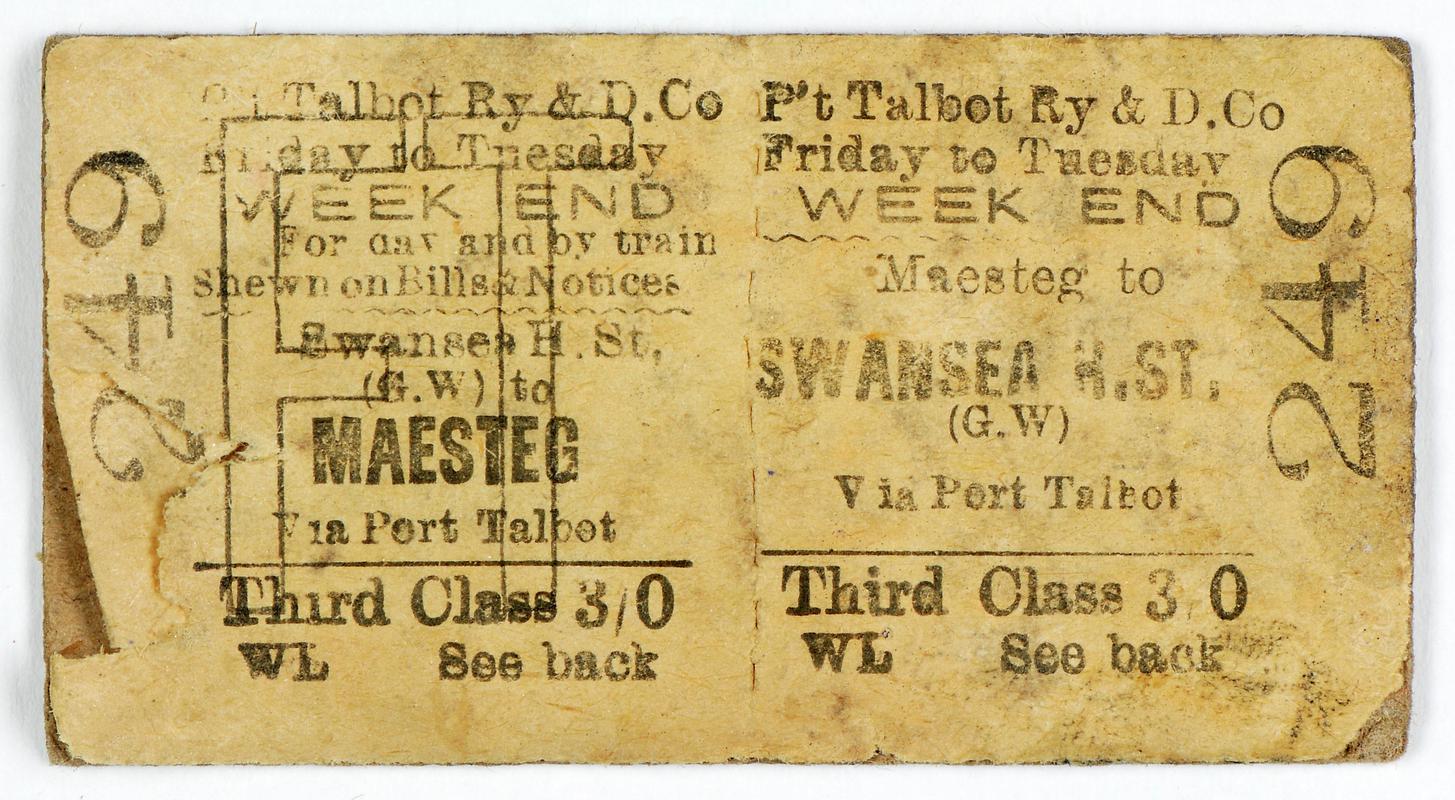 249
P't Talbot Ry & D.Co
Friday to Tuesday
WEEK END
For day and by train
Shewn on Bills & Notices
Swansea H. St,
(G.W) to
MAESTEG
Via Port Talbot
Third Class 3/0
WL See back
P't Talbot Ry & D.Co
Friday to Tuesday
WEEK END
Maesteg to
SWANSEA H.ST.
(G.W)
Via Port Talbot
Third Class 3/0
WL See back
249